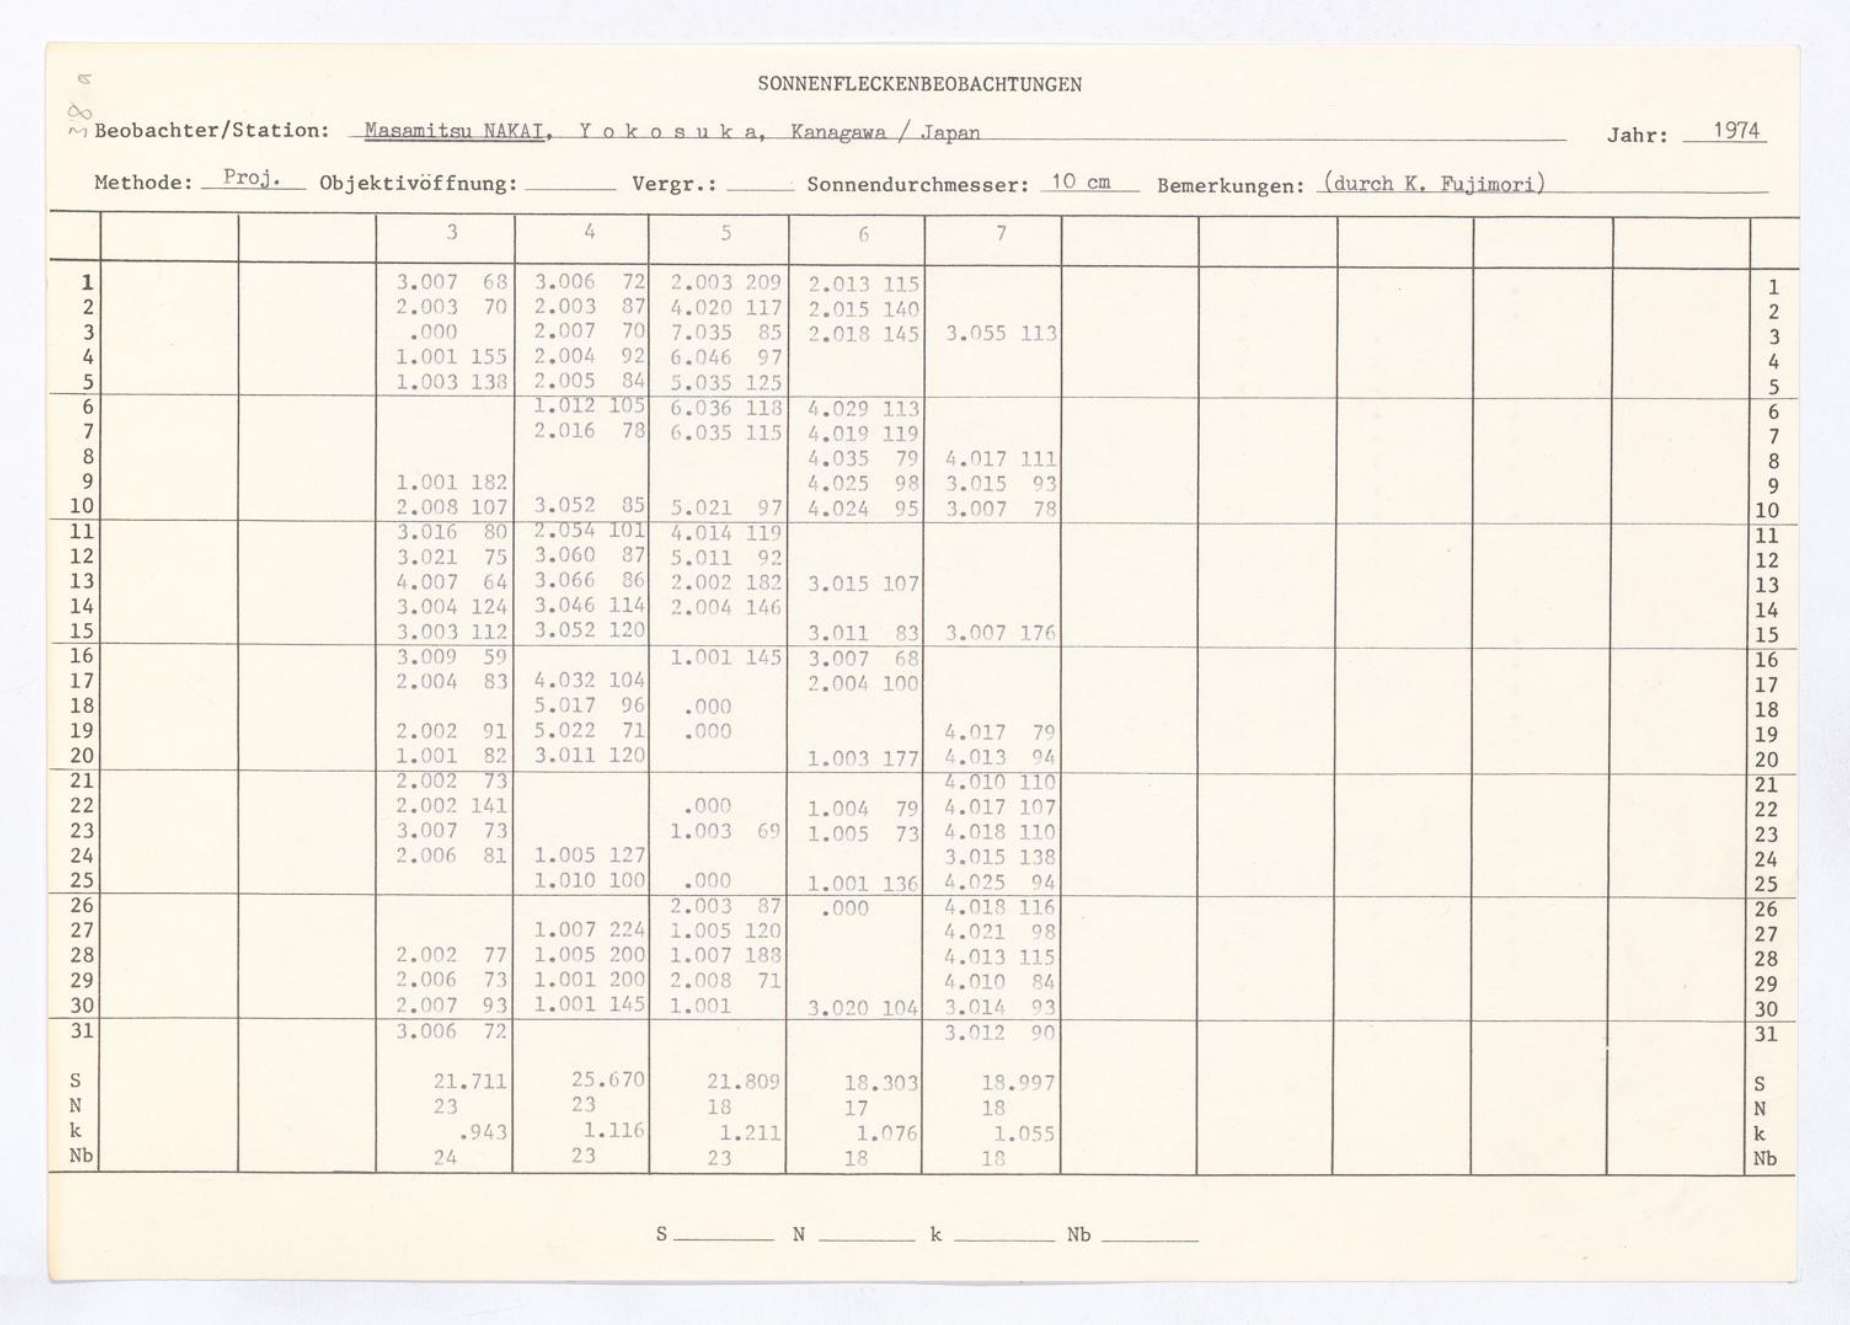 SONNENFLECKENBEOBACHTUNGEN
Beobachter/Station: Masamitsu NAKAI, Y o k o s u k a, Kanagawa / Japan Jahr: 1974
Methode: Proj. Objektivöffnung: Vergr.: Sonnendurchmesser: 10 cm Bemerkungen: (durch K. Fujimori)
3 4 5 6 7
1 3.007 68 3.006 72 2.003 209 2.013 115 1
2 2.003 70 2.003 87 4.020 117 2.015 140 2
3 .000 2.007 70 7.035 85 2.018 145 3.055 113 3
4 1.001 155 2.004 92 6.046 97 4
5 1.003 138 2.005 84 5.035 125 5
6 1.012 105 6.036 118 4.029 113 6
7 2.016 78 6.035 115 4.019 119 7
8 4.035 79 4.017 111 8
9 1.001 182 4.025 98 3.015 93 9
10 2.008 107 3.052 85 5.021 97 4.024 95 3.007 78 10
11 3.016 80 2.054 101 4.014 119 11
12 3.021 75 3.060 87 5.011 92 12
13 4.007 64 3.066 86 2.002 182 3.015 107 13
14 3.004 124 3.046 114 2.004 146 14
15 3.003 112 3.052 120 3.011 83 3.007 176 15
16 3.009 59 1.001 145 3.007 68 16
17 2.004 83 4.032 104 2.004 100 17
18 5.017 96 .000 18
19 2.002 91 5.022 71 .000 4.017 79 19
20 1.001 82 3.011 120 1.003 177 4.013 94 20
21 2.002 73 4.010 110 21
22 2.002 141 .000 1.004 79 4.017 107 22
23 3.007 73 1.003 69 1.005 73 4.018 110 23
24 2.006 81 1.005 127 3.015 138 24
25 1.010 100 .000 1.001 136 4.025 94 25
26 2.003 87 .000 4.018 116 26
27 1.007 224 1.005 120 4.021 98 27
28 2.002 77 1.005 200 1.007 188 4.013 115 28
29 2.006 73 1.001 200 2.008 71 4.010 84 29
30 2.007 93 1.001 145 1.001 3.020 104 3.014 93 30
31 3.006 72 3.012 90 31
S 21.711 25.670 21.809 18.303 18.997 S
N 23 23 18 17 18 N
k .943 1.116 1.211 1.076 1.055 k
Nb 24 23 23 18 18 Nb
S N k Nb